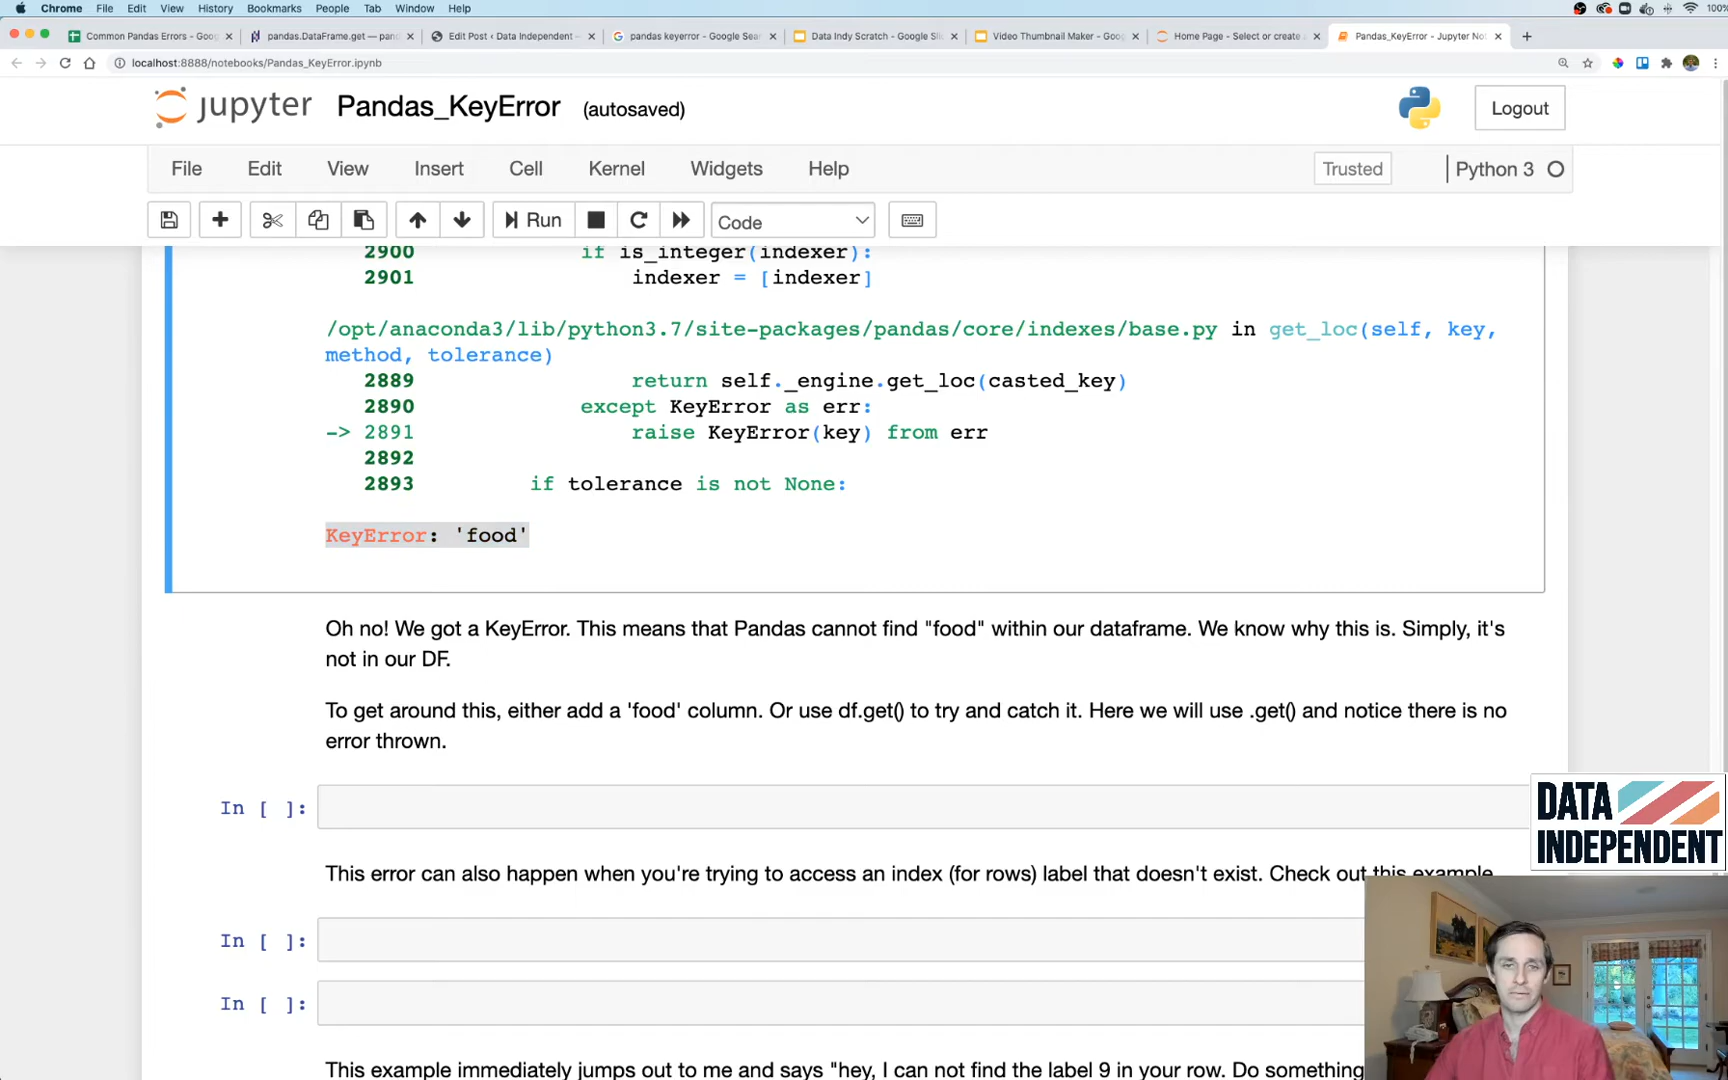 Chrome File Edit View History Bookmarks People Tab Window Help 100%
Common Pandas Errors - Goog
pandas.DataFrame.get — pan
Edit Post ‹ Data Independent —
pandas keyerror - Google Sear
Data Indy Scratch - Google Slic
Video Thumbnail Maker - Goog
Home Page - Select or create a
Pandas_KeyError - Jupyter Not
localhost:8888/notebooks/Pandas_KeyError.ipynb
jupyter Pandas_KeyError (autosaved) Logout
File Edit View Insert Cell Kernel Widgets Help Trusted Python 3
Run Code
2900 if is_integer(indexer):
2901 indexer = [indexer]
/opt/anaconda3/lib/python3.7/site-packages/pandas/core/indexes/base.py in get_loc(self, key,
method, tolerance)
2889 return self._engine.get_loc(casted_key)
2890 except KeyError as err:
-> 2891 raise KeyError(key) from err
2892
2893 if tolerance is not None:
KeyError: 'food'
Oh no! We got a KeyError. This means that Pandas cannot find "food" within our dataframe. We know why this is. Simply, it's
not in our DF.
To get around this, either add a 'food' column. Or use df.get() to try and catch it. Here we will use .get() and notice there is no
error thrown.
In [ ]:
DATA
INDEPENDENT
This error can also happen when you're trying to access an index (for rows) label that doesn't exist. Check out this example
In [ ]:
In [ ]:
This example immediately jumps out to me and says "hey, I can not find the label 9 in your row. Do something